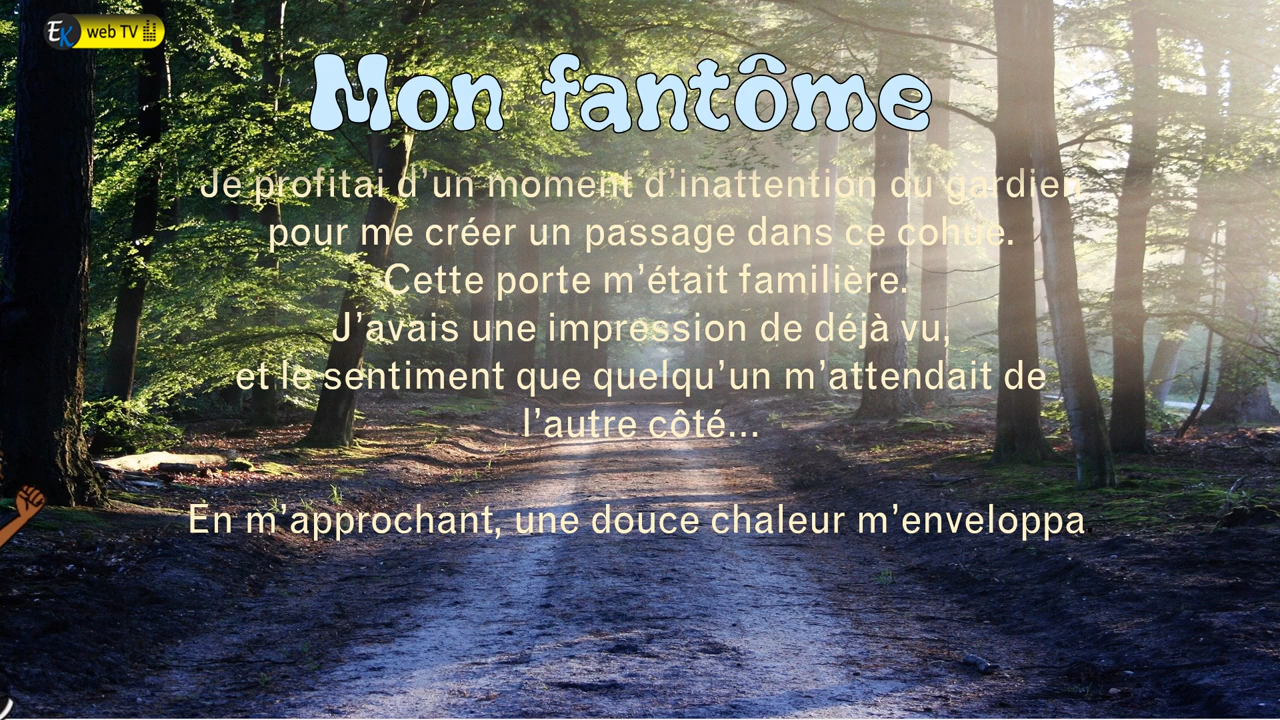 EK web TV
Mon fantôme
Je profitai d'un moment d'inattention du gardien
pour me créer un passage dans ce cohue.
Cette porte m'était familière.
J'avais une impression de déjà vu,
et le sentiment que quelqu'un m'attendait de
l'autre côté...
En m'approchant, une douce chaleur m'enveloppa